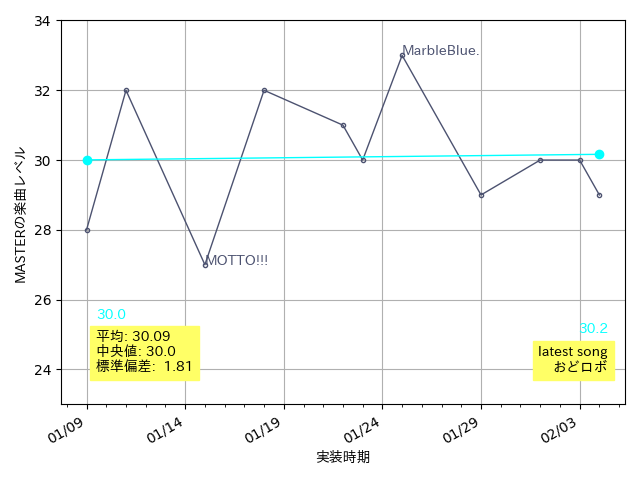 34
32
30
28
26
24
MASTERの楽曲レベル
MarbleBlue.
MOTTO!!!
30.0
平均: 30.09
中央値: 30.0
標準偏差: 1.81
30.2
latest song
おどロボ
01/09
01/14
01/19
01/24
01/29
02/03
実装時期